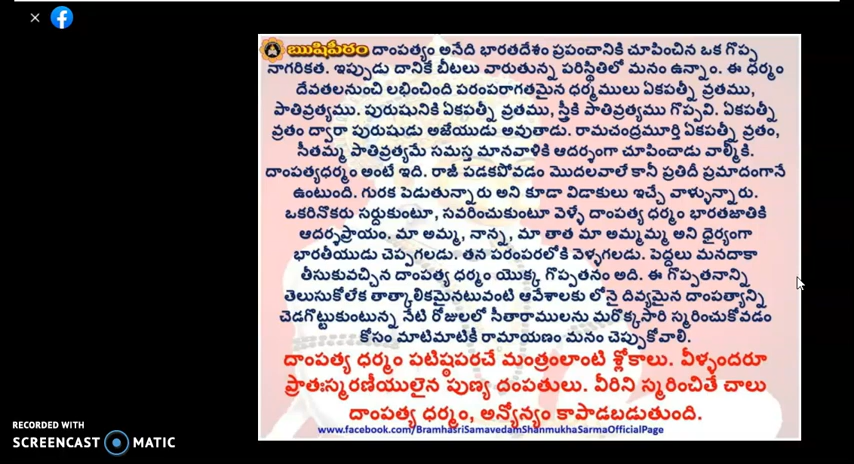 ఋషిపీఠం దాంపత్యం అనేది భారతదేశం ప్రపంచానికి చూపించిన ఒక గొప్ప
నాగరికత. ఇప్పుడు దానికే బీటలు వారుతున్న పరిస్థితిలో మనం ఉన్నాం. ఈ ధర్మం
దేవతలనుంచి లభించింది పరంపరాగతమైన ధర్మములు ఏకపత్నీ వ్రతము,
పాతివ్రత్యము. పురుషునికి ఏకపత్నీ వ్రతము, స్త్రీకి పాతివ్రత్యము గొప్పవి. ఏకపత్నీ
వ్రతం ద్వారా పురుషుడు అజేయుడు అవుతాడు. రామచంద్రమూర్తి ఏకపత్నీ వ్రతం,
సీతమ్మ పాతివ్రత్యమే సమస్త మానవాళికి ఆదర్శంగా చూపించాడు వాల్మీకి.
దాంపత్యధర్మం అంటే ఇది. రాజీ పడకపోవడం మొదలవాలే కానీ ప్రతిదీ ప్రమాదంగానే
ఉంటుంది. గురక పెడుతున్నారు అని కూడా విడాకులు ఇచ్చే వాళ్ళున్నారు.
ఒకరినొకరు సర్దుకుంటూ, సవరించుకుంటూ వెళ్ళే దాంపత్య ధర్మం భారతజాతికి
ఆదర్శప్రాయం. మా అమ్మ, నాన్న, మా తాత మా అమ్మమ్మ అని ధైర్యంగా
భారతీయుడు చెప్పగలడు. తన పరంపరలోకి వెళ్ళగలడు. పెద్దలు మనదాకా
తీసుకువచ్చిన దాంపత్య ధర్మం యొక్క గొప్పతనం అది. ఈ గొప్పతనాన్ని
తెలుసుకోలేక తాత్కాలికమైనటువంటి ఆవేశాలకు లోనై దివ్యమైన దాంపత్యాన్ని
చెడగొట్టుకుంటున్న నేటి రోజులలో సీతారాములను మరొక్కసారి స్మరించుకోవడం
కోసం మాటిమాటికీ రామాయణం మనం చెప్పుకోవాలి.
దాంపత్య ధర్మం పటిష్ఠపరచే మంత్రంలాంటి శ్లోకాలు. వీళ్ళందరూ
ప్రాతఃస్మరణీయులైన పుణ్య దంపతులు. వీరిని స్మరించితే చాలు
దాంపత్య ధర్మం, అన్యోన్యం కాపాడబడుతుంది.
www.facebook.com/BramhasriSamavedamShanmukhaSarmaOfficialPage
RECORDED WITH
SCREENCAST MATIC